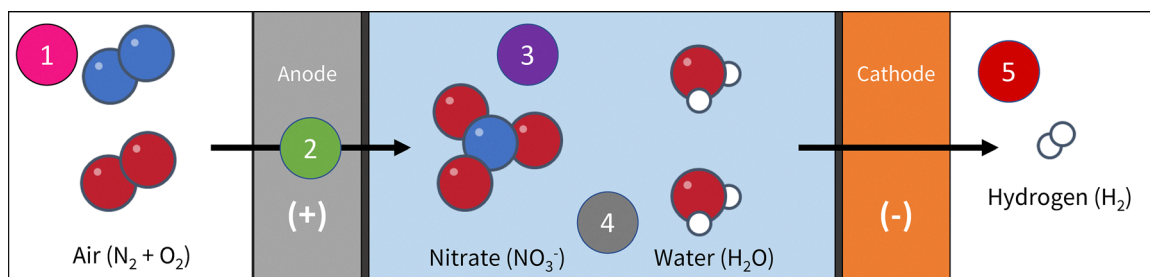 1
Air (N₂ + O₂)
Anode
2
(+)
3
4
Nitrate (NO₃⁻)
Water (H₂O)
Cathode
(-)
5
Hydrogen (H₂)